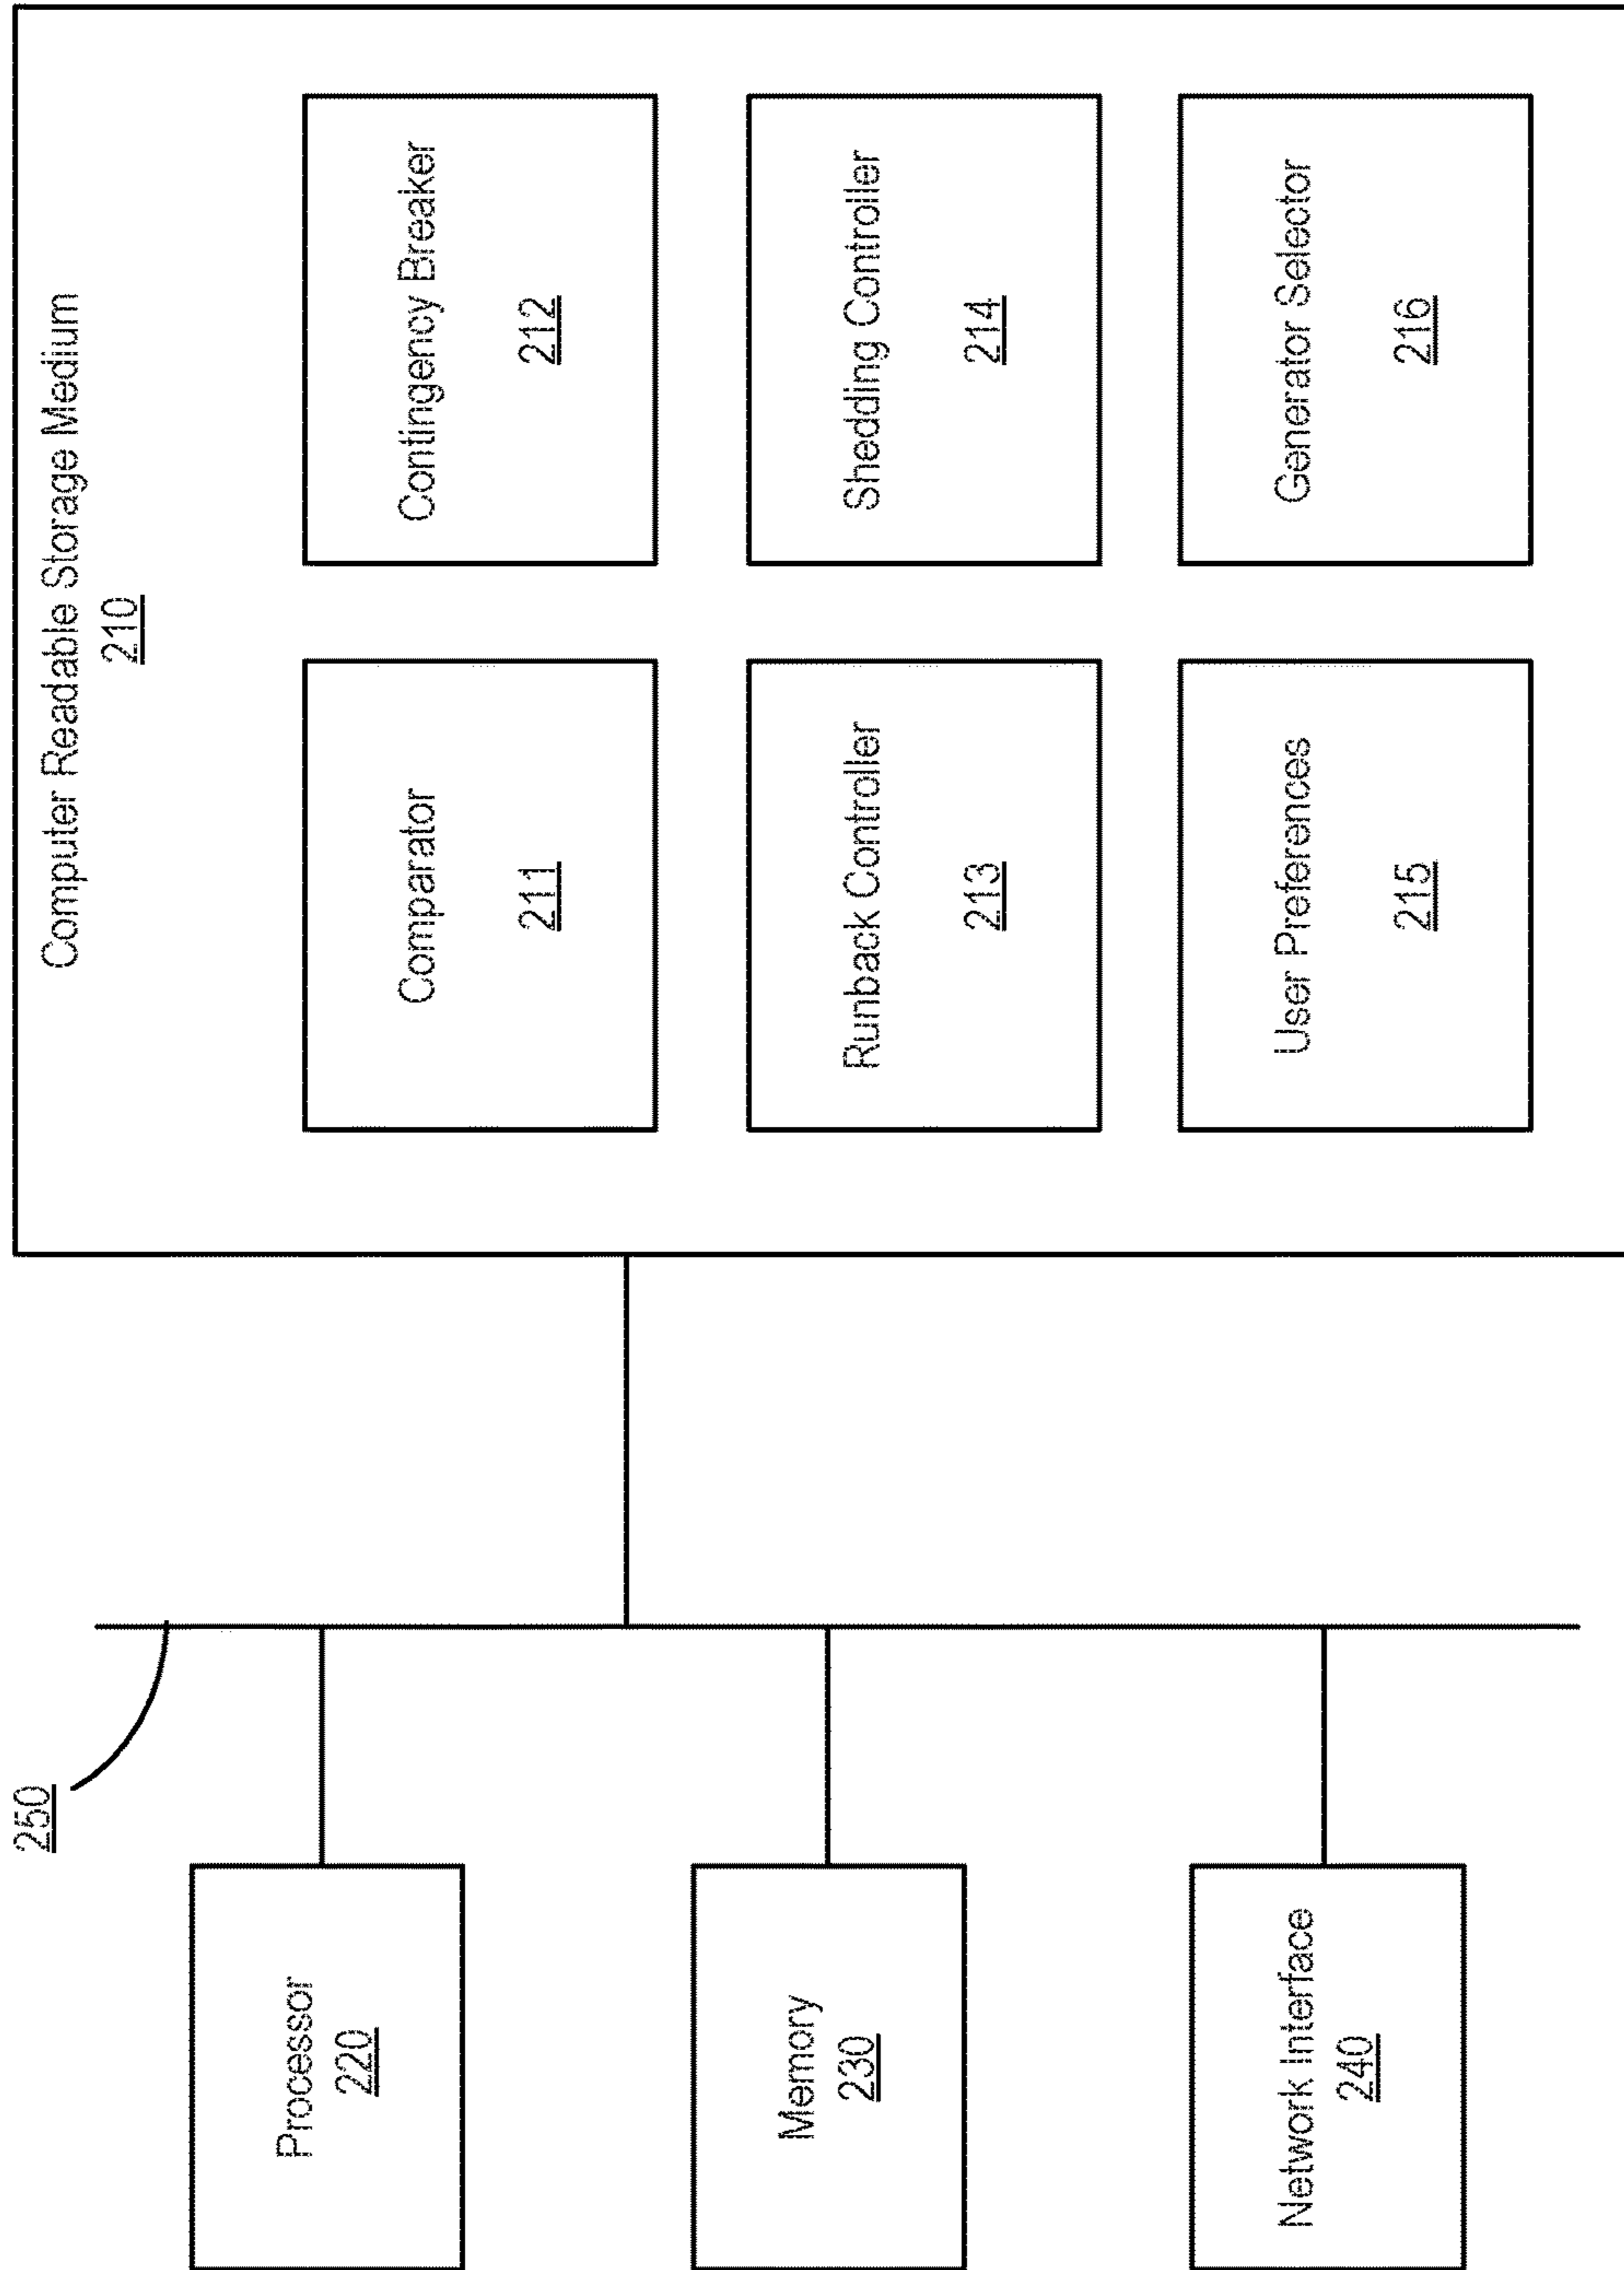 250
Processor
220
Memory
230
Network Interface
240
Computer Readable Storage Medium
210
Comparator
211
Contingency Breaker
212
Runback Controller
213
Shedding Controller
214
User Preferences
215
Generator Selector
216